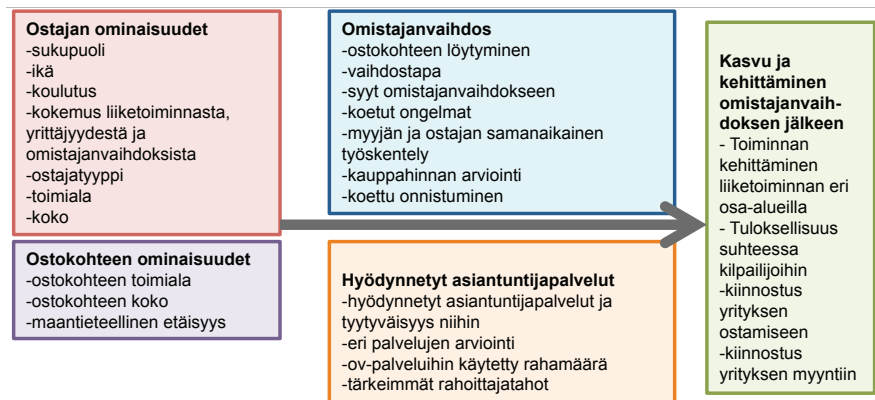 Ostajan ominaisuudet
-sukupuoli
-ikä
-koulutus
-kokemus liiketoiminnasta,
yrittäjyydestä ja
omistajanvaihdoksista
-ostajatyyppi
-toimiala
-koko
Ostokohteen ominaisuudet
-ostokohteen toimiala
-ostokohteen koko
-maantieteellinen etäisyys
Omistajanvaihdos
-ostokohteen löytyminen
-vaihdostapa
-syyt omistajanvaihdokseen
-koetut ongelmat
-myyjän ja ostajan samanaikainen
työskentely
-kauppahinnan arviointi
-koettu onnistuminen
Hyödynnetyt asiantuntijapalvelut
-hyödynnetyt asiantuntijapalvelut ja
tyytyväisyys niihin
-eri palvelujen arviointi
-ov-palveluihin käytetty rahamäärä
-tärkeimmät rahoittajatahot
Kasvu ja
kehittäminen
omistajanvaih-
doksen jälkeen
- Toiminnan
kehittäminen
liiketoiminnan eri
osa-alueilla
- Tuloksellisuus
suhteessa
kilpailijoihin
-kiinnostus
yrityksen
ostamiseen
-kiinnostus
yrityksen myyntiin